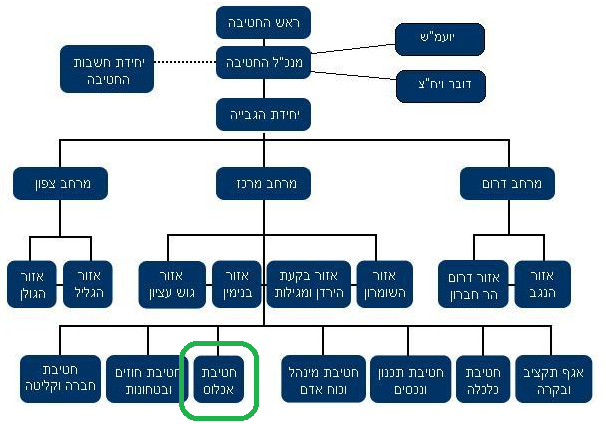 ראש החטיבה
יועמ"ש
מנכ"ל החטיבה
יחידת חשבות
החטיבה
דובר ויח"צ
יחידת הגבייה
מרחב דרום
מרחב מרכז
מרחב צפון
אזור
הנגב
אזור דרום
הר חברון
אזור
השומרון
אזור בקעת
הירדן ומגילות
אזור
בנימין
אזור
גוש עציון
אזור
הגליל
אזור
הגולן
אגף תקציב
ובקרה
חטיבת
כלכלה
חטיבת תכנון
ונכסים
חטיבת מינהל
וכוח אדם
חטיבת
אכלוס
חטיבת חוזים
ובטחונות
חטיבת
חברה וקליטה